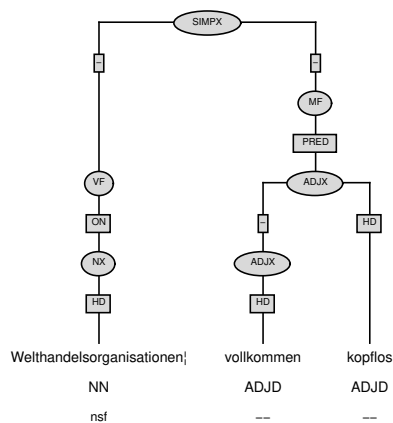 SIMPX
– –
MF
PRED
VF ADJX
ON – HD
NX ADJX
HD HD
Welthandelsorganisationen¦ vollkommen kopflos
NN ADJD ADJD
nsf –– ––